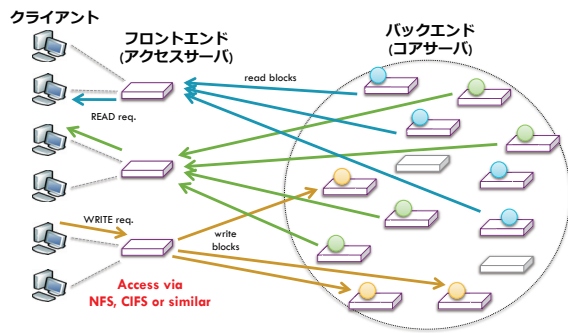 クライアント
フロントエンド
(アクセスサーバ)
バックエンド
(コアサーバ)
read blocks
READ req.
WRITE req.
write
blocks
Access via
NFS, CIFS or similar